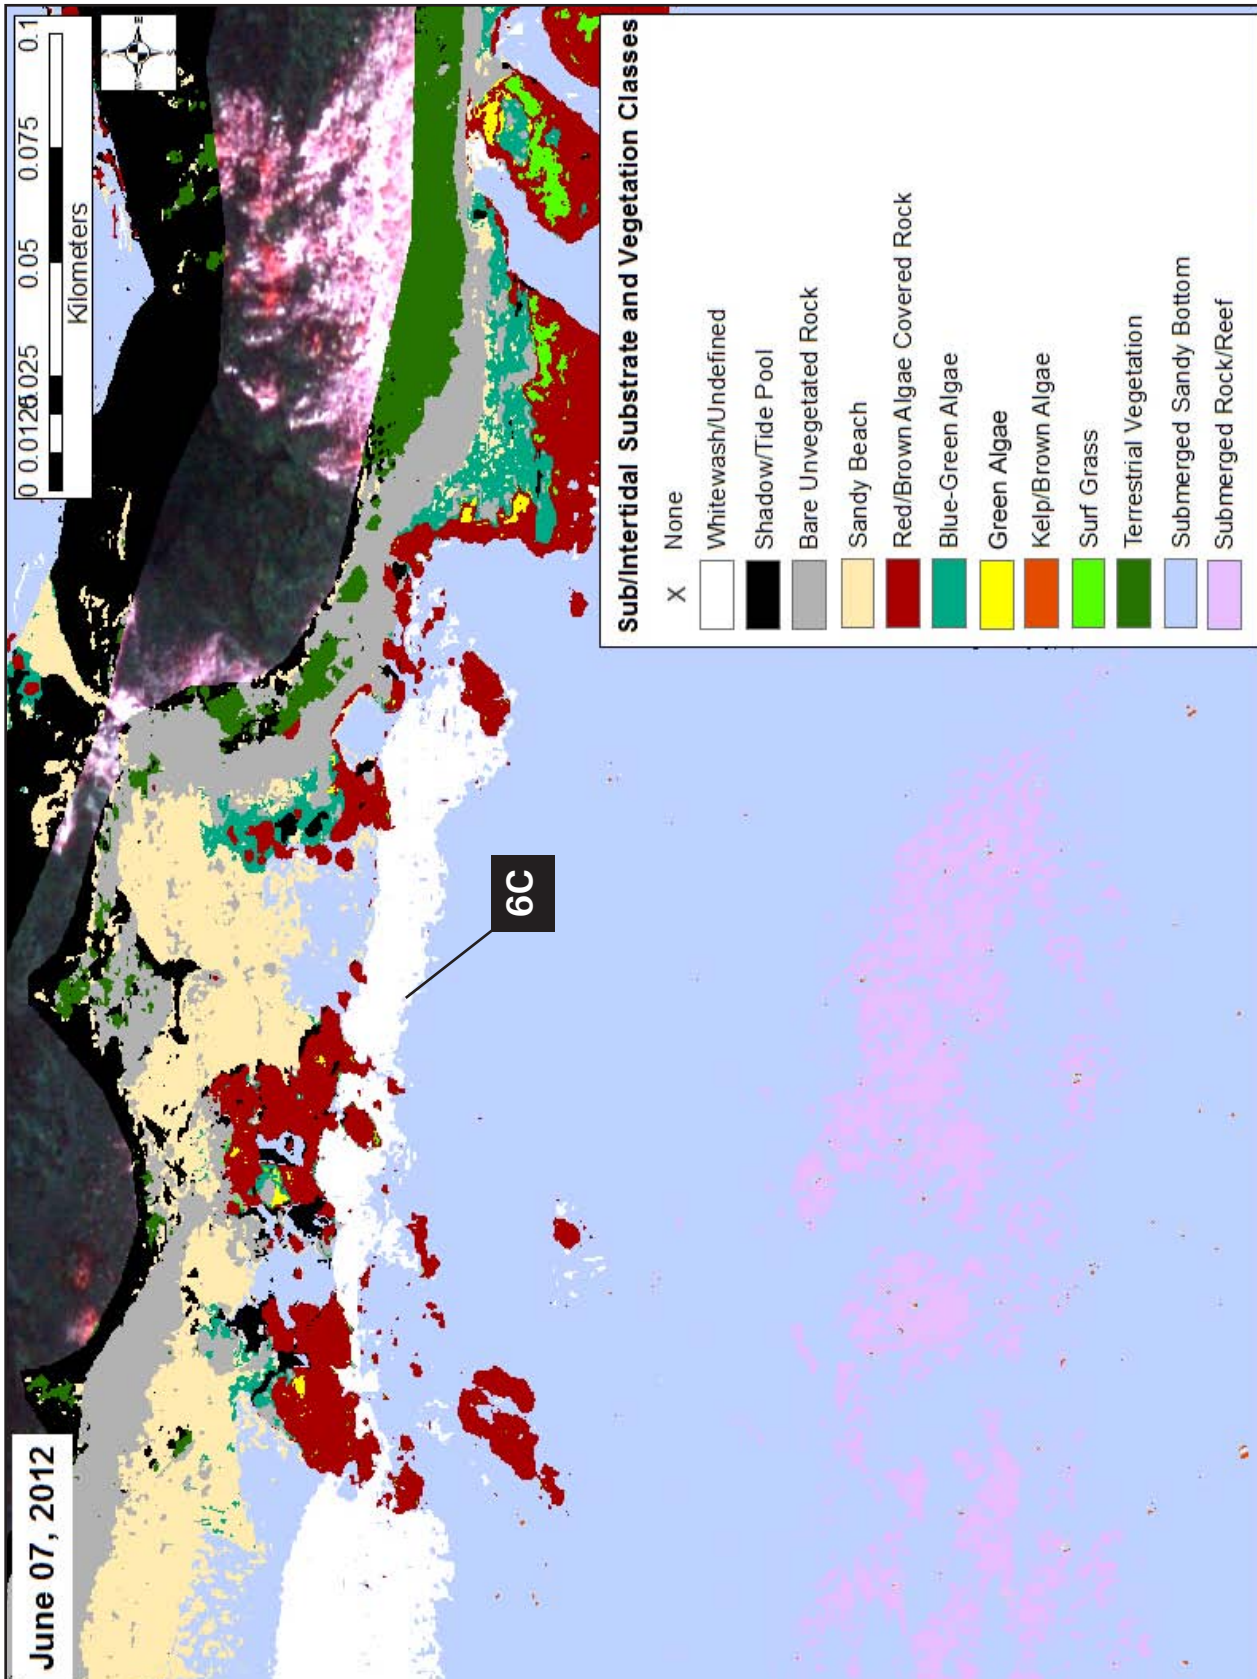 June 07, 2012
0 0.0125 0.025 0.05 0.075 0.1
Kilometers
N
E
S
W
6C
Sub/Intertidal Substrate and Vegetation Classes
X None
Whitewash/Undefined
Shadow/Tide Pool
Bare Unvegetated Rock
Sandy Beach
Red/Brown Algae Covered Rock
Blue-Green Algae
Green Algae
Kelp/Brown Algae
Surf Grass
Terrestrial Vegetation
Submerged Sandy Bottom
Submerged Rock/Reef